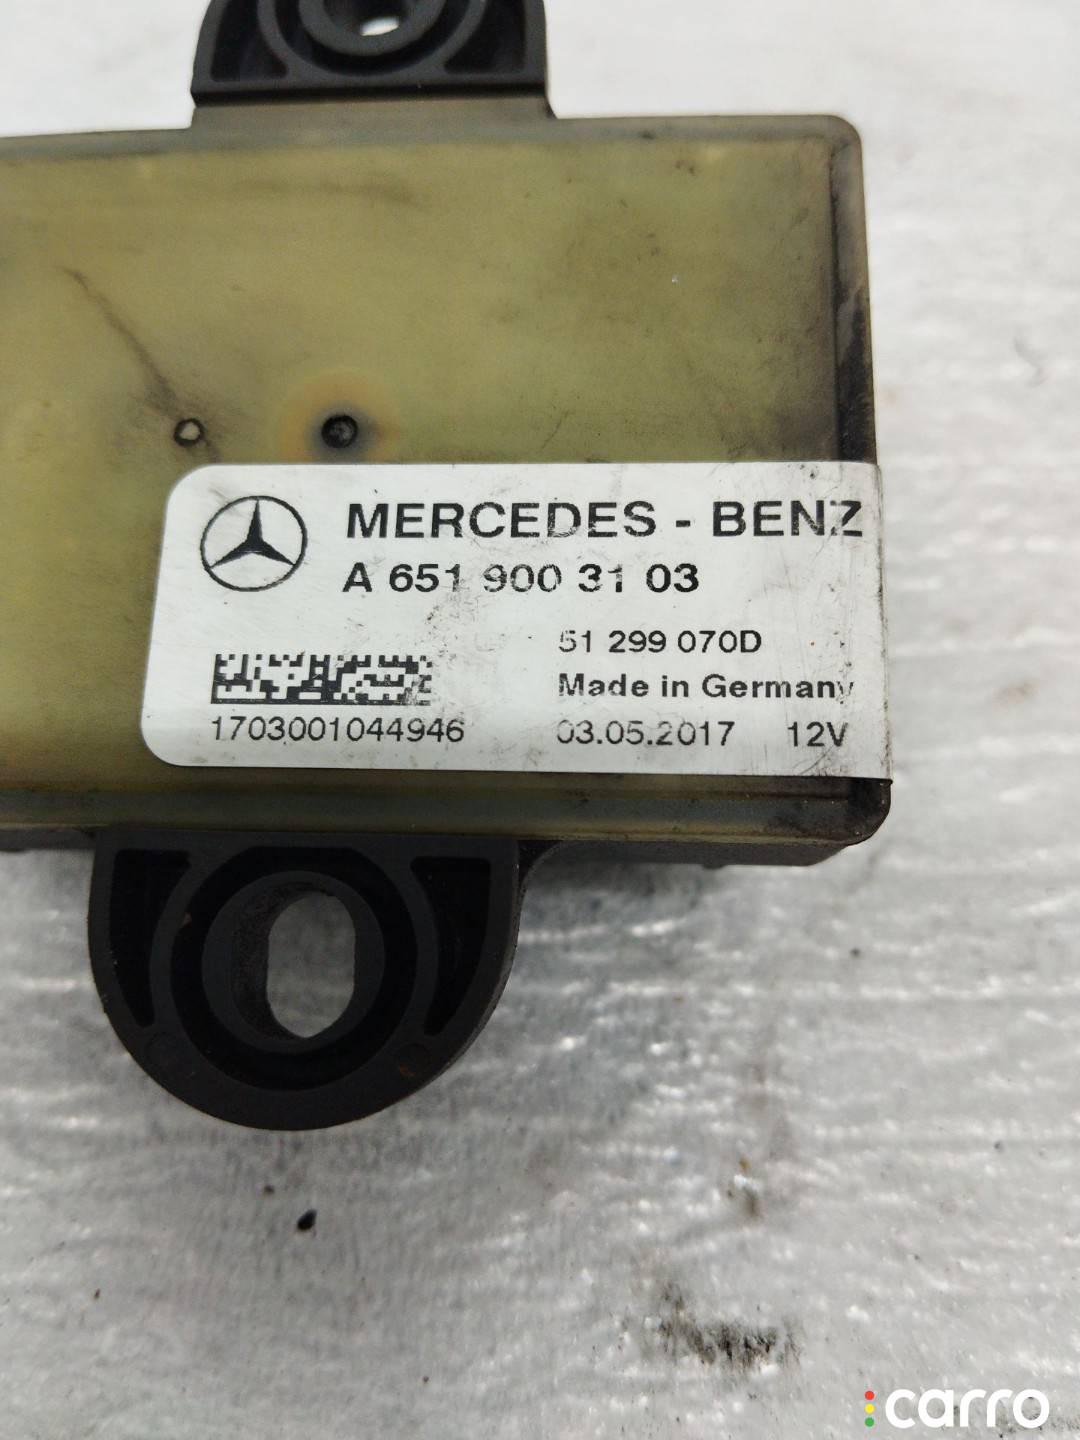 MERCEDES - BENZ
A 651 900 31 03
51 299 070D
Made in Germany
1703001044946
03.05.2017 12V
carro